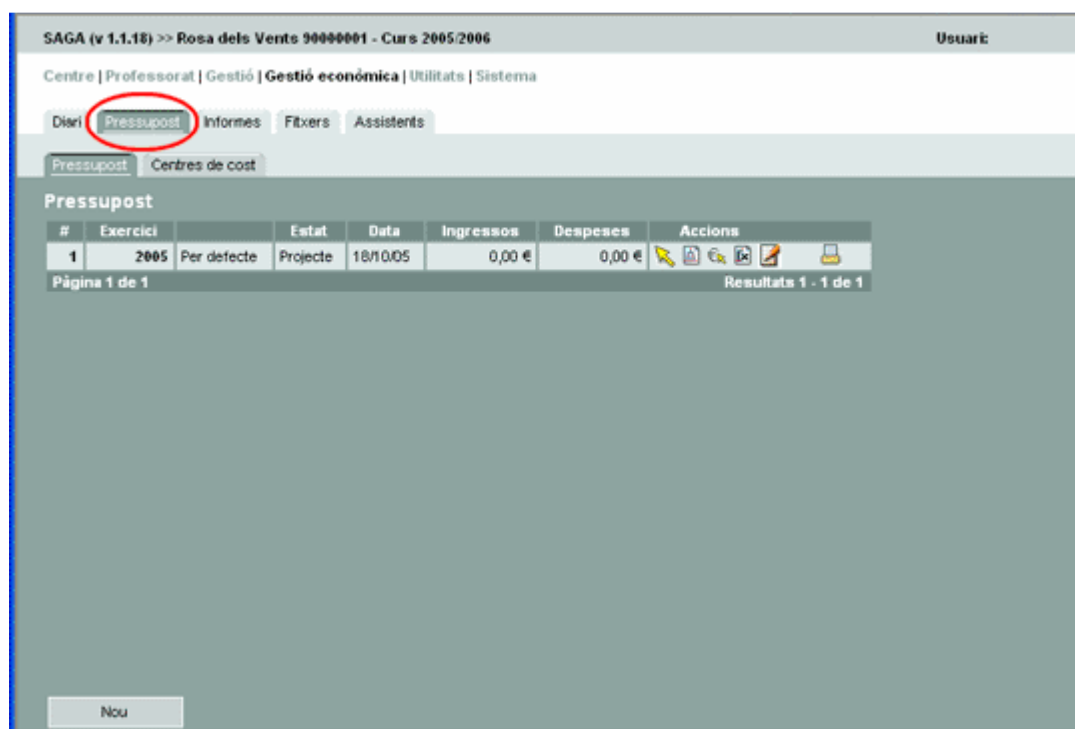 SAGA (v 1.1.18) >> Rosa dels Vents 90000001 - Curs 2005/2006 Usuari:
Centre | Professorat | Gestió | Gestió econòmica | Utilitats | Sistema
Diari Pressupost Informes Fitxers Assistents
Pressupost Centres de cost
Pressupost
# Exercici Estat Data Ingressos Despeses Accions
1 2005 Per defecte Projecte 18/10/05 0,00 € 0,00 €
Pàgina 1 de 1 Resultats 1 - 1 de 1
Nou